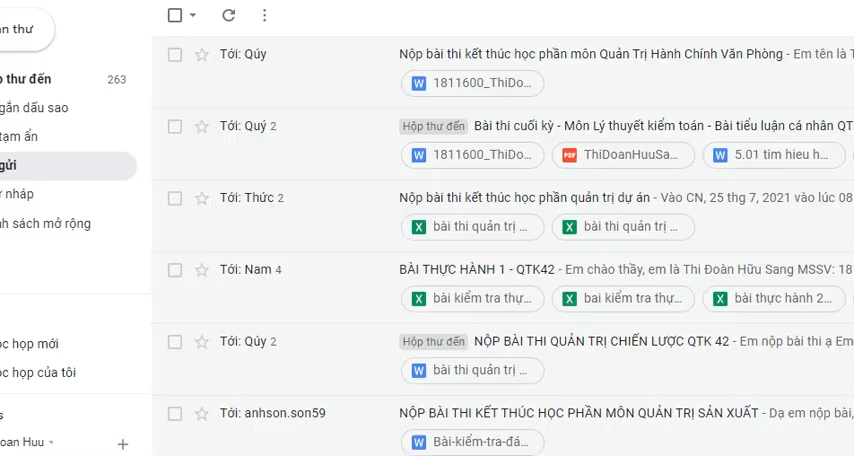 ản thư
p thư đến 263
gắn dấu sao
tạm ẩn
gửi
ư nháp
nh sách mở rộng
ộc họp mới
ộc họp của tôi
s
oan Huu
Tới: Qúy
Nộp bài thi kết thúc học phần môn Quản Trị Hành Chính Văn Phòng - Em tên là T
W 1811600_ThiDo...
Tới: Quý 2
Hộp thư đến Bài thi cuối kỳ - Môn Lý thuyết kiểm toán - Bài tiểu luận cá nhân QT
W 1811600_ThiDo... PDF ThiDoanHuuSa... W 5.01 tim hieu h...
Tới: Thức 2
Nộp bài thi kết thúc học phần quản trị dự án - Vào CN, 25 thg 7, 2021 vào lúc 08
X bài thi quản trị ... X bài thi quản trị ...
Tới: Nam 4
BÀI THỰC HÀNH 1 - QTK42 - Em chào thầy, em là Thi Đoàn Hữu Sang MSSV: 18
X bài kiểm tra thự... X bai kiểm tra thự... X bài thực hành 2...
Tới: Qúy 2
Hộp thư đến NỘP BÀI THI QUẢN TRỊ CHIẾN LƯỢC QTK 42 - Em nộp bài thi ạ Em
W bài thi quản trị ...
Tới: anhson.son59
NỘP BÀI THI KẾT THÚC HỌC PHẦN MÔN QUẢN TRỊ SẢN XUẤT - Dạ em nộp bài,
W Bài-kiểm-tra-đá...